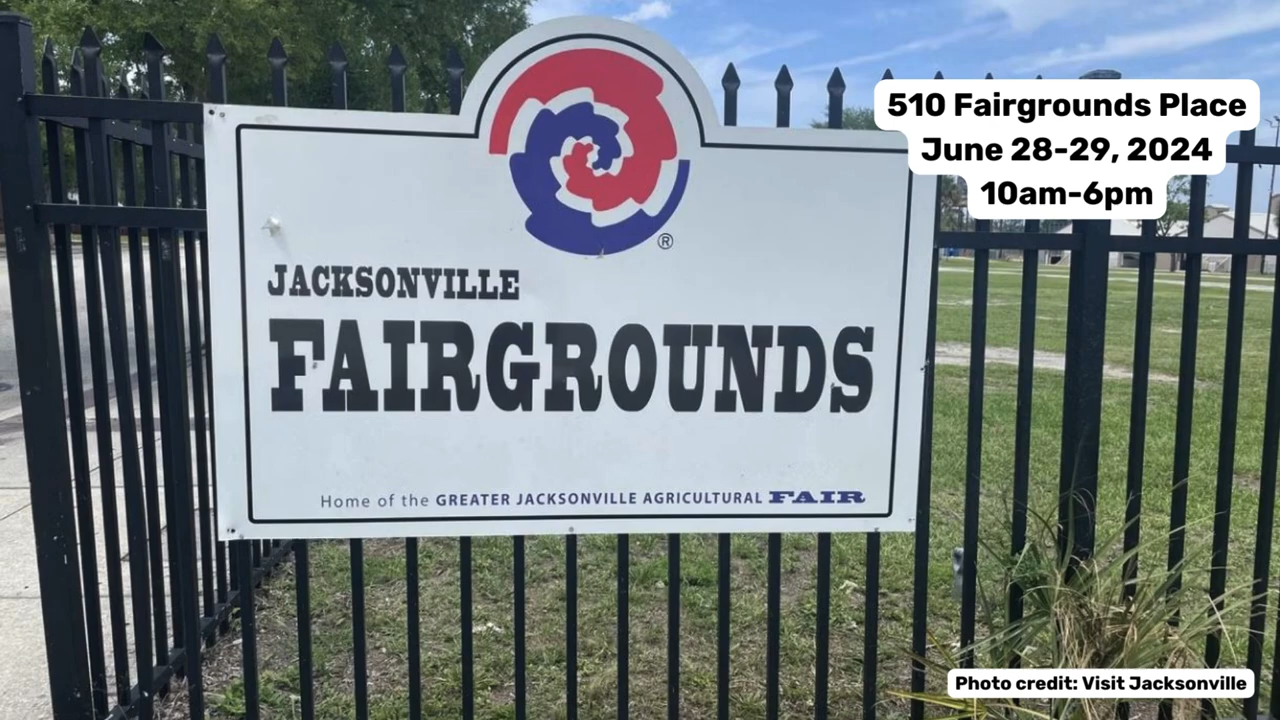 510 Fairgrounds Place
June 28-29, 2024
10am-6pm
®
JACKSONVILLE
FAIRGROUNDS
Home of the GREATER JACKSONVILLE AGRICULTURAL FAIR
Photo credit: Visit Jacksonville